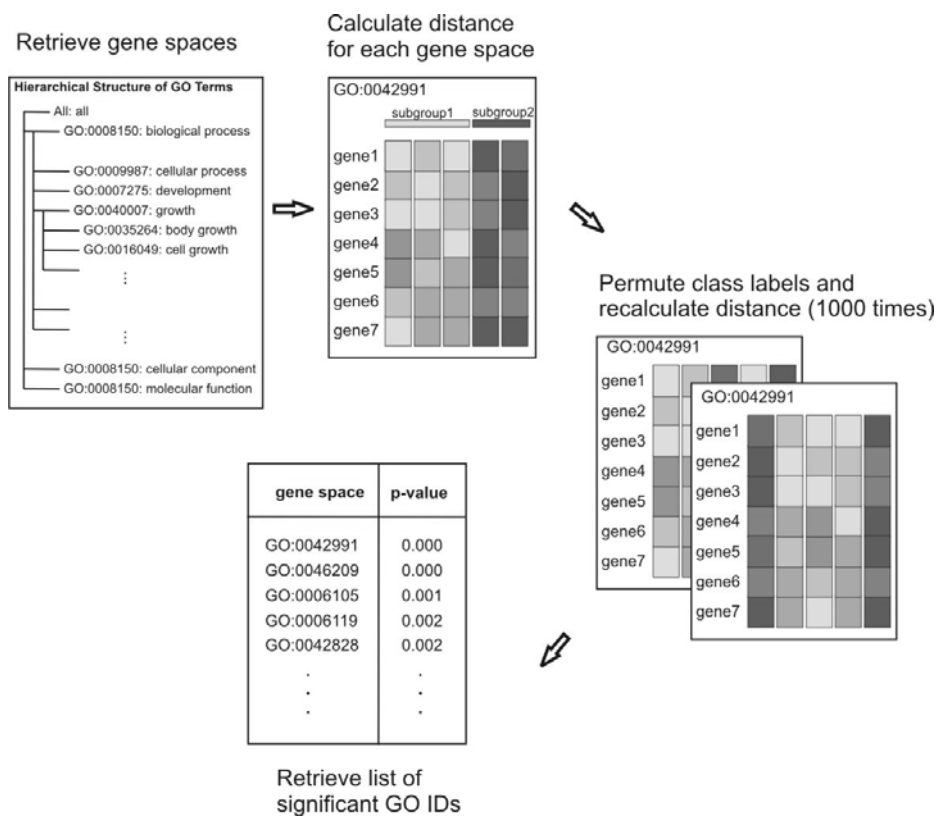 Retrieve gene spaces
Hierarchical Structure of GO Terms
All: all
GO:0008150: biological process
GO:0009987: cellular process
GO:0007275: development
GO:0040007: growth
GO:0035264: body growth
GO:0016049: cell growth
GO:0008150: cellular component
GO:0008150: molecular function
Calculate distance
for each gene space
GO:0042991
subgroup1 subgroup2
gene1
gene2
gene3
gene4
gene5
gene6
gene7
Permute class labels and
recalculate distance (1000 times)
GO:0042991
gene1
gene2
gene3
gene4
gene5
gene6
gene7
GO:0042991
gene1
gene2
gene3
gene4
gene5
gene6
gene7
gene space p-value
GO:0042991 0.000
GO:0046209 0.000
GO:0006105 0.001
GO:0006119 0.002
GO:0042828 0.002
Retrieve list of
significant GO IDs